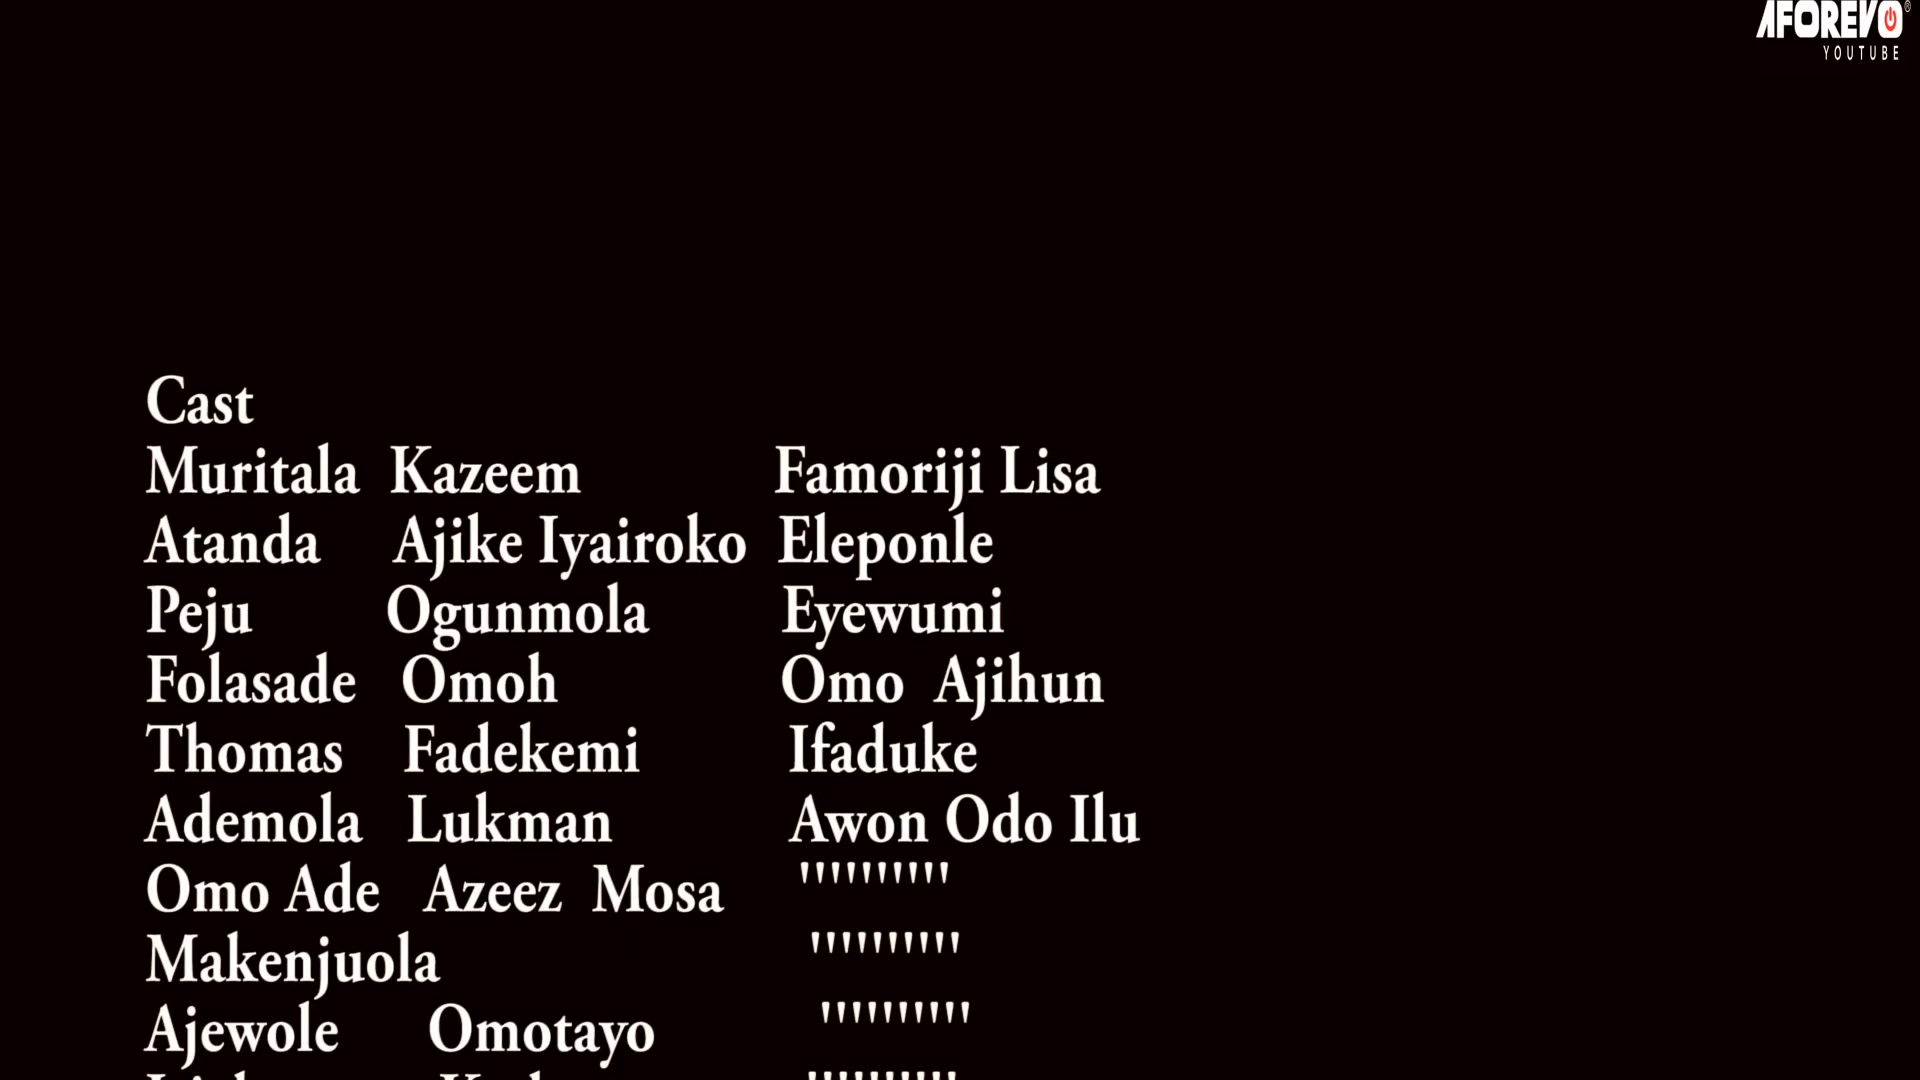 AFOREVO
YOUTUBE
Cast
Muritala Kazeem Famoriji Lisa
Atanda Ajike Iyairoko Eleponle
Peju Ogunmola Eyewumi
Folasade Omoh Omo Ajihun
Thomas Fadekemi Ifaduke
Ademola Lukman Awon Odo Ilu
Omo Ade Azeez Mosa ''''''''''
Makenjuola ''''''''''
Ajewole Omotayo ''''''''''